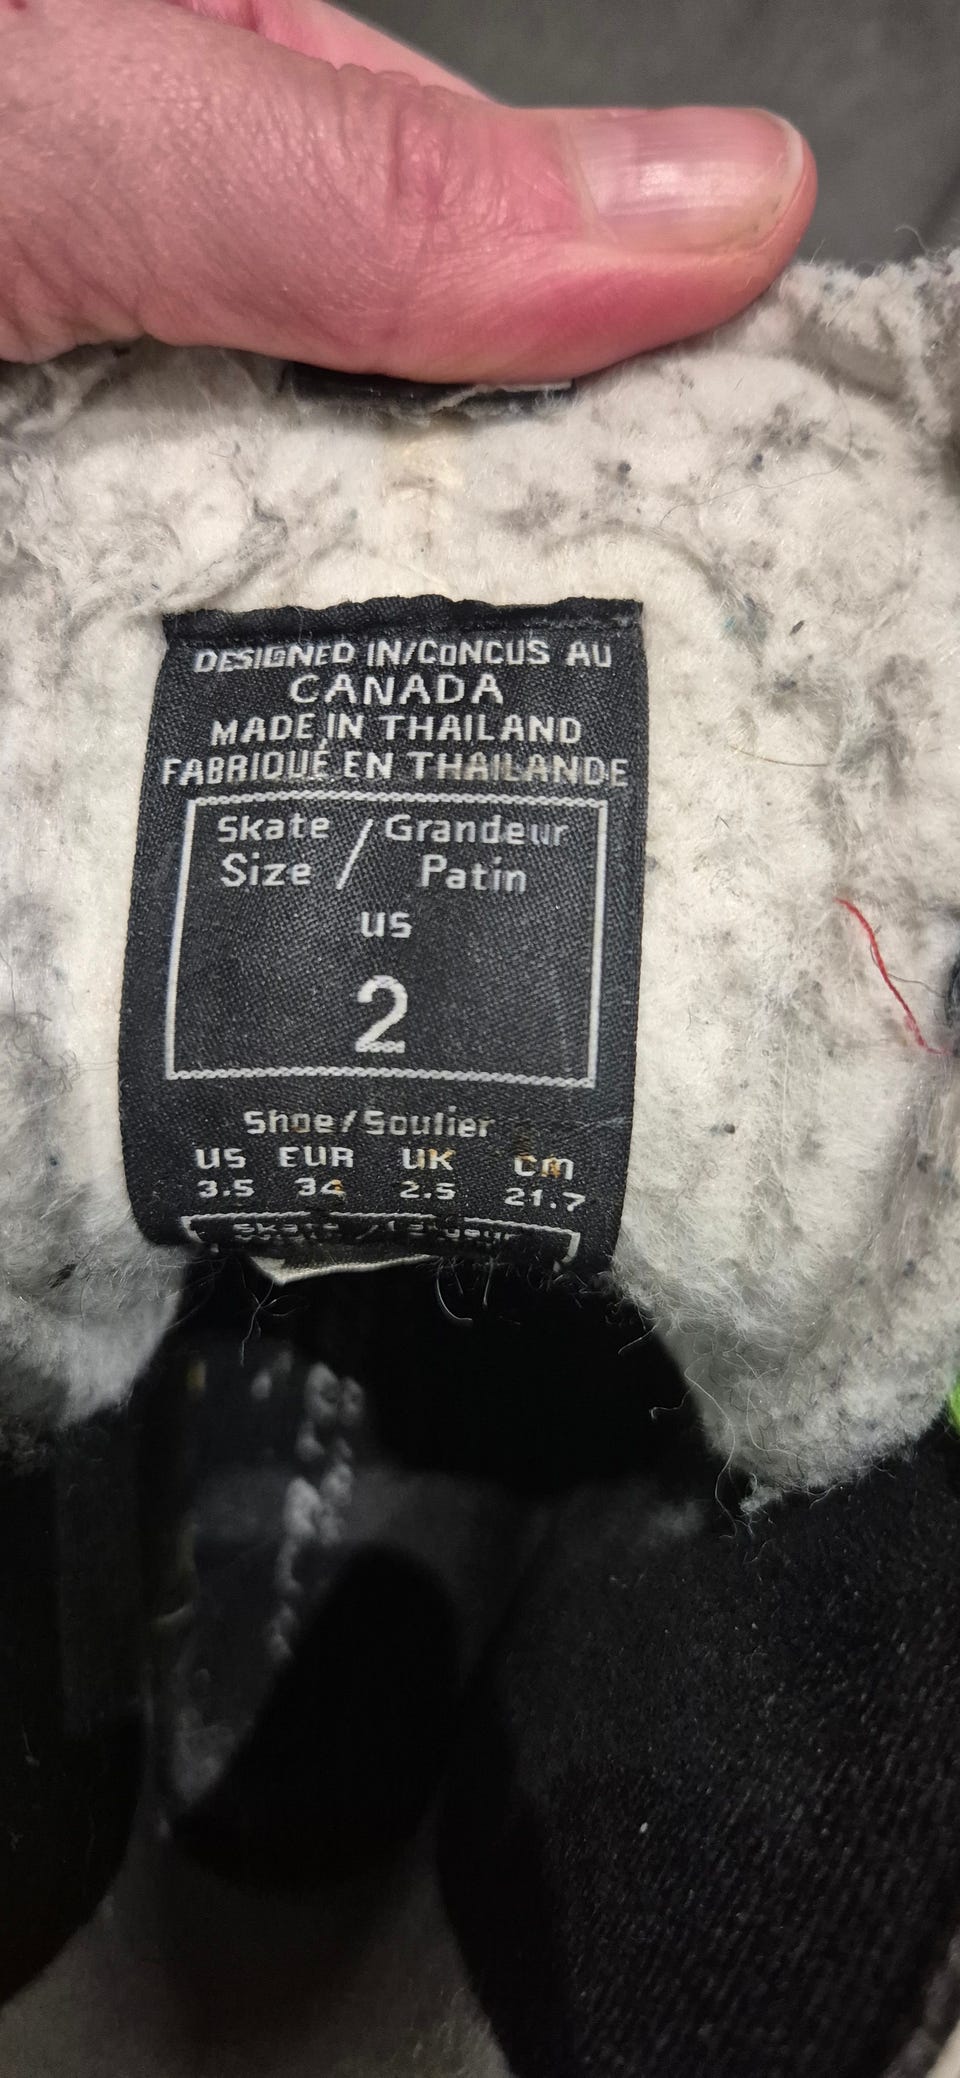 DESIGNED IN/CONCUS AU
CANADA
MADE IN THAILAND
FABRIQUÉ EN THAILANDE
Skate / Grandeur
Size / Patin
US
2
Shoe/Soulier
US EUR UK cm
3.5 34 2.5 21.7
Skate /